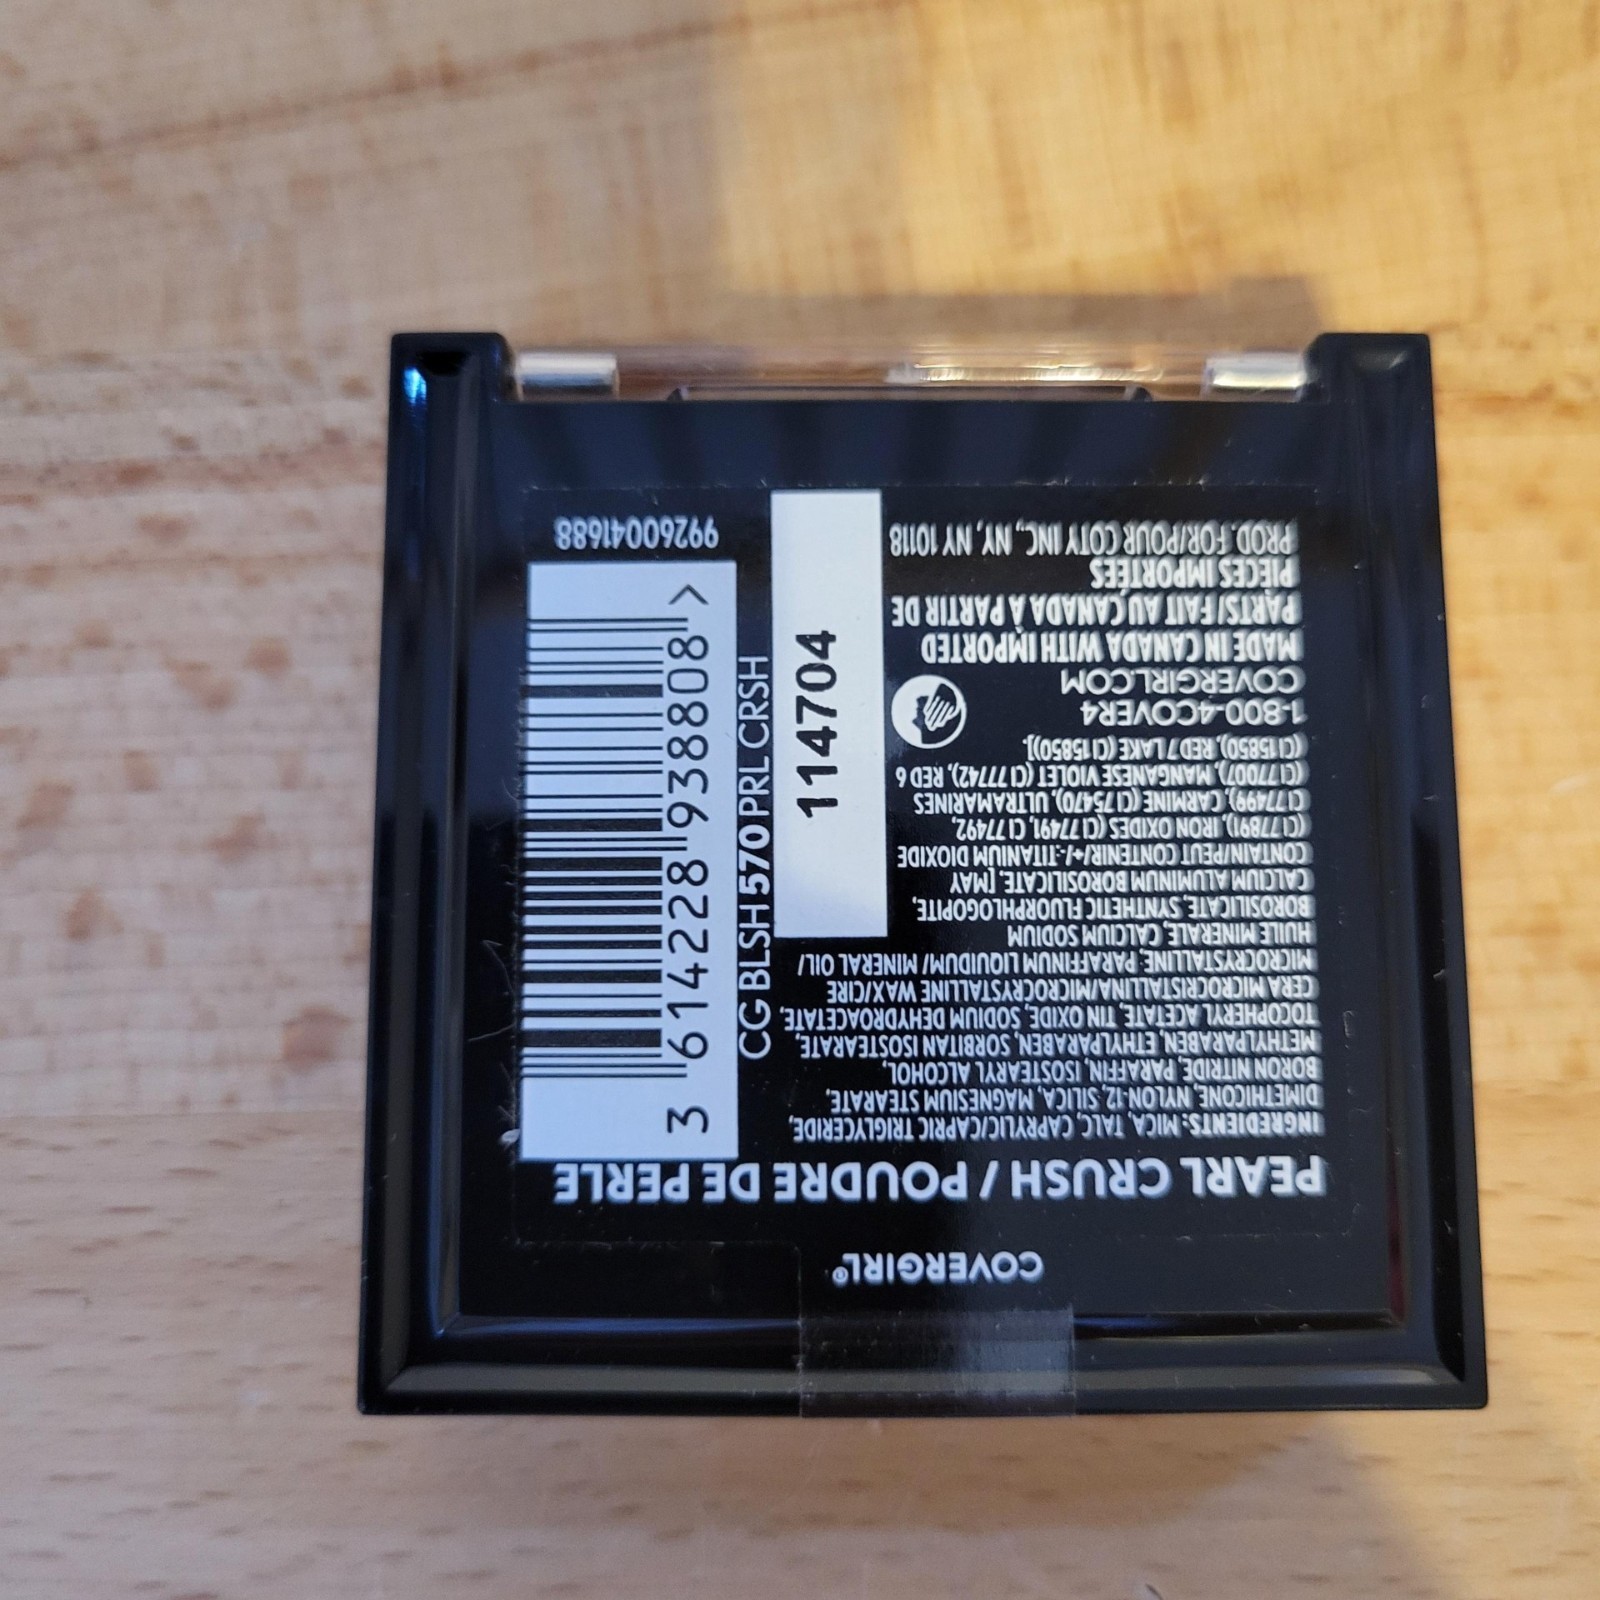 COVERGIRL®
PEARL CRUSH / POUDRE DE PERLE
INGREDIENTS: MICA, TALC, CAPRYLIC/CAPRIC TRIGLYCERIDE,
DIMETHICONE, NYLON-12, SILICA, MAGNESIUM STEARATE,
BORON NITRIDE, PARAFFIN, ISOSTEARYL ALCOHOL,
METHYLPARABEN, ETHYLPARABEN, SORBITAN ISOSTEARATE,
TOCOPHERYL ACETATE, TIN OXIDE, SODIUM DEHYDROACETATE,
CERA MICROCRISTALLINA/MICROCRYSTALLINE WAX/CIRE
MICROCRYSTALLINE, PARAFFINUM LIQUIDUM/ MINERAL OIL/
HUILE MINERALE, CALCIUM SODIUM
BOROSILICATE, SYNTHETIC FLUORPHLOGOPITE,
CALCIUM ALUMINUM BOROSILICATE, [MAY
CONTAIN/PEUT CONTENIR/+/-:TITANIUM DIOXIDE
(CI 77891), IRON OXIDES (CI 77491, CI 77492,
CI 77499), CARMINE (CI 75470), ULTRAMARINES
(CI 77007), MANGANESE VIOLET (CI 77742), RED 6
(CI 15850), RED 7 LAKE (CI 15850)].
1-800-4COVER4
COVERGIRL.COM
MADE IN CANADA WITH IMPORTED
PARTS/ FAIT AU CANADA À PARTIR DE
PIÈCES IMPORTÉES
PROD. FOR/POUR COTY INC., NY, NY 10118
114704
CG BLSH 570 PRL CRSH
3 614228 938808 >
99260041688